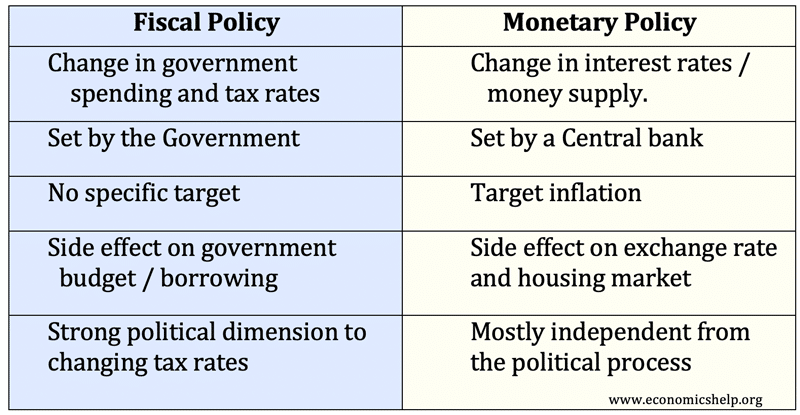 Fiscal Policy
Monetary Policy
Change in government
spending and tax rates
Change in interest rates /
money supply.
Set by the Government
Set by a Central bank
No specific target
Target inflation
Side effect on government
budget / borrowing
Side effect on exchange rate
and housing market
Strong political dimension to
changing tax rates
Mostly independent from
the political process
www.economicshelp.org